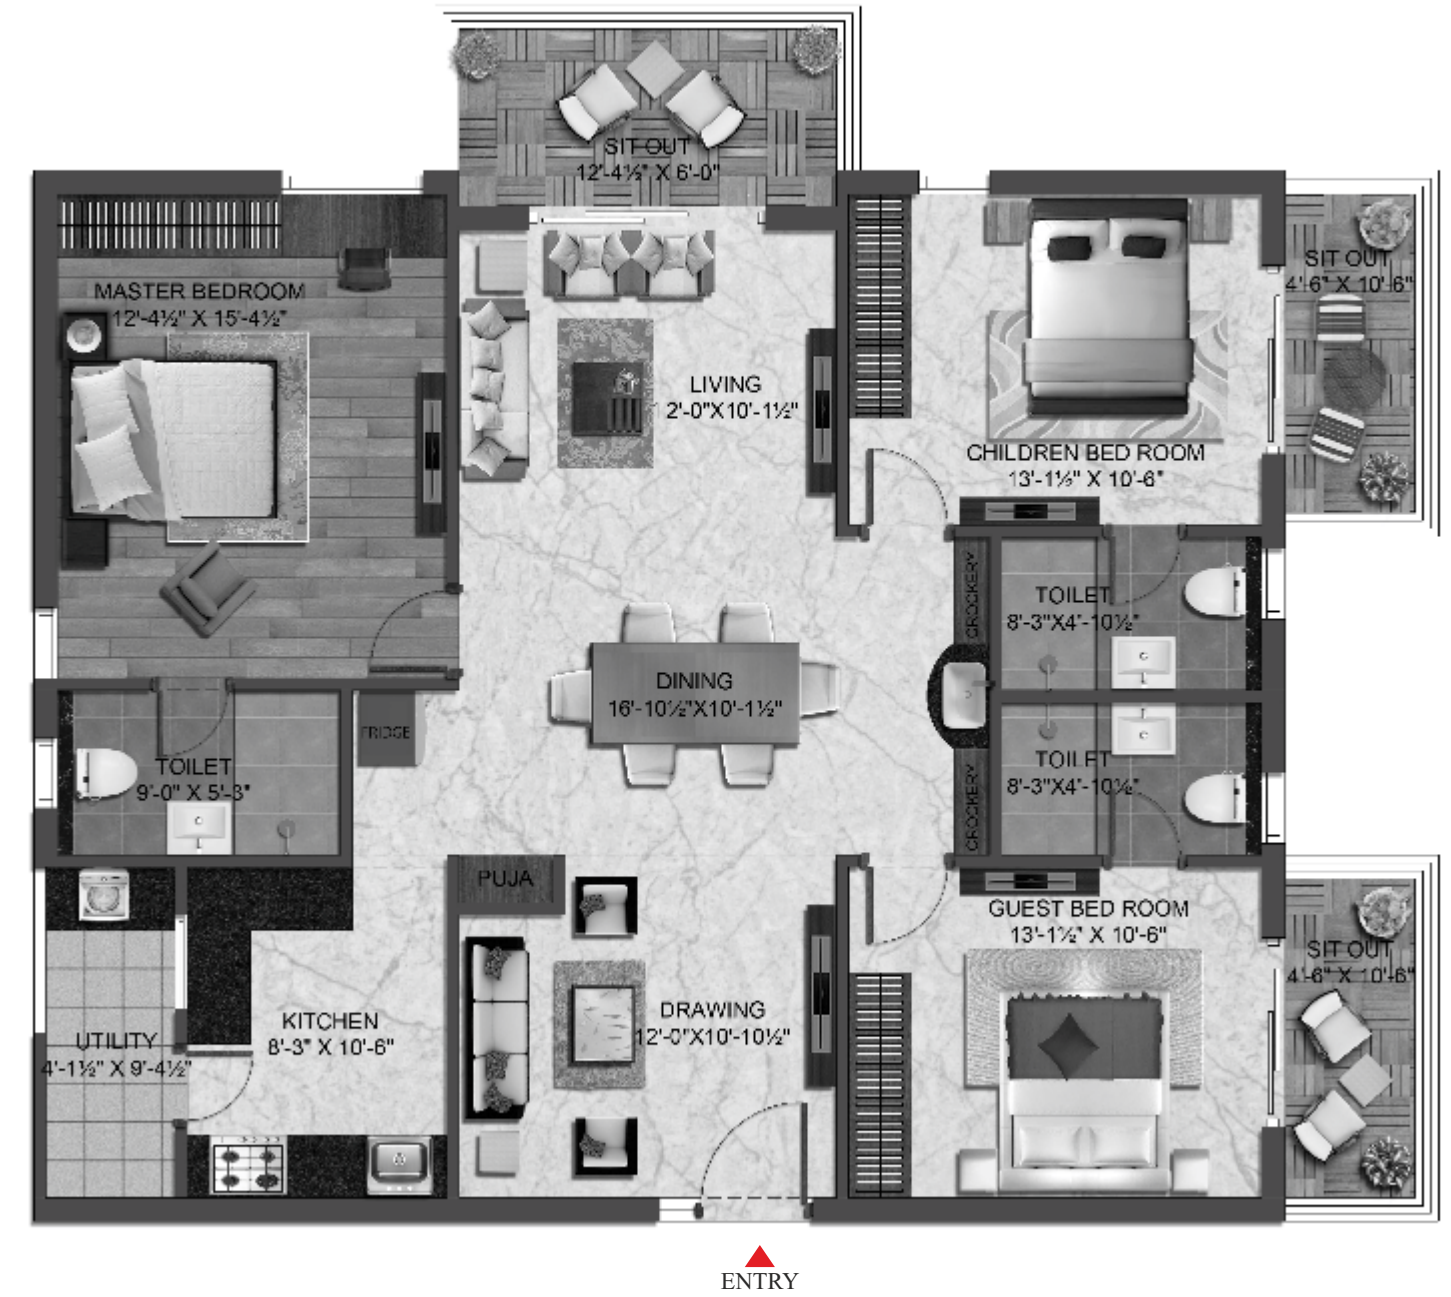 SIT OUT
12'-4½" X 6'-0"
MASTER BEDROOM
12'-4½" X 15'-4½"
LIVING
2'-0"X10'-1½"
CHILDREN BED ROOM
13'-1½" X 10'-6"
SIT OUT
4'-6" X 10'-6"
CROCKERY
TOILET
8'-3"X4'-10½"
DINING
16'-10½"X10'-1½"
FRIDGE
TOILET
9'-0" X 5'-3"
CROCKERY
TOILET
8'-3"X4'-10½"
PUJA
GUEST BED ROOM
13'-1½" X 10'-6"
SIT OUT
4'-6" X 10'-6"
DRAWING
12'-0"X10'-10½"
KITCHEN
8'-3" X 10'-6"
UTILITY
4'-1½" X 9'-4½"
ENTRY